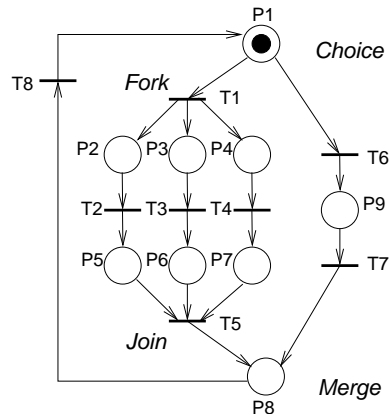 P1
Choice
T8
Fork
T1
P2
P3
P4
T6
T2
T3
T4
P9
P5
P6
P7
T7
Join
T5
P8
Merge